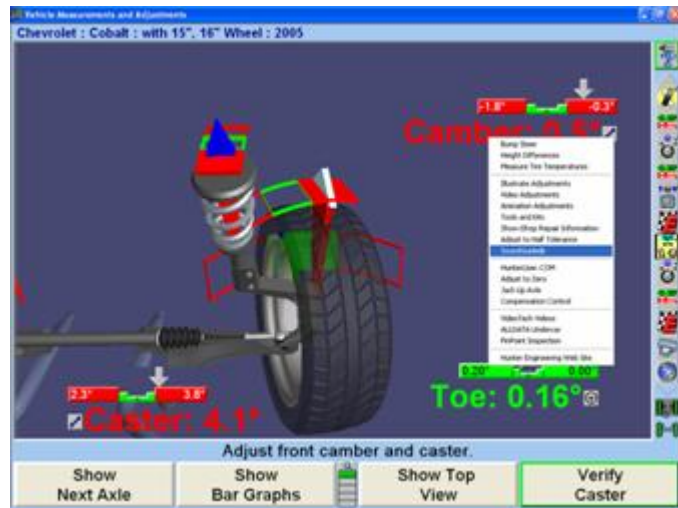 Vehicle Measurements and Adjustments
Chevrolet : Cobalt : with 15", 16" Wheel : 2005
-1.8° -0.3°
Camber: 0.5°
Bump Steer
Height Differences
Measure Tire Temperatures
Illustrate Adjustments
Video Adjustments
Animation Adjustments
Tools and Kits
Show Shop Repair Information
Adjust to Half Tolerance
HunterUser.COM
Adjust to Zero
Jack Up Axle
Compensation Control
VideoTech Videos
ALLDATA Undercar
PinPoint Inspection
Hunter Engineering Web Site
0.20° 0.00°
Toe: 0.16°
2.3° 3.8°
Caster: 4.1°
Adjust front camber and caster.
Show
Next Axle
Show
Bar Graphs
Show Top
View
Verify
Caster